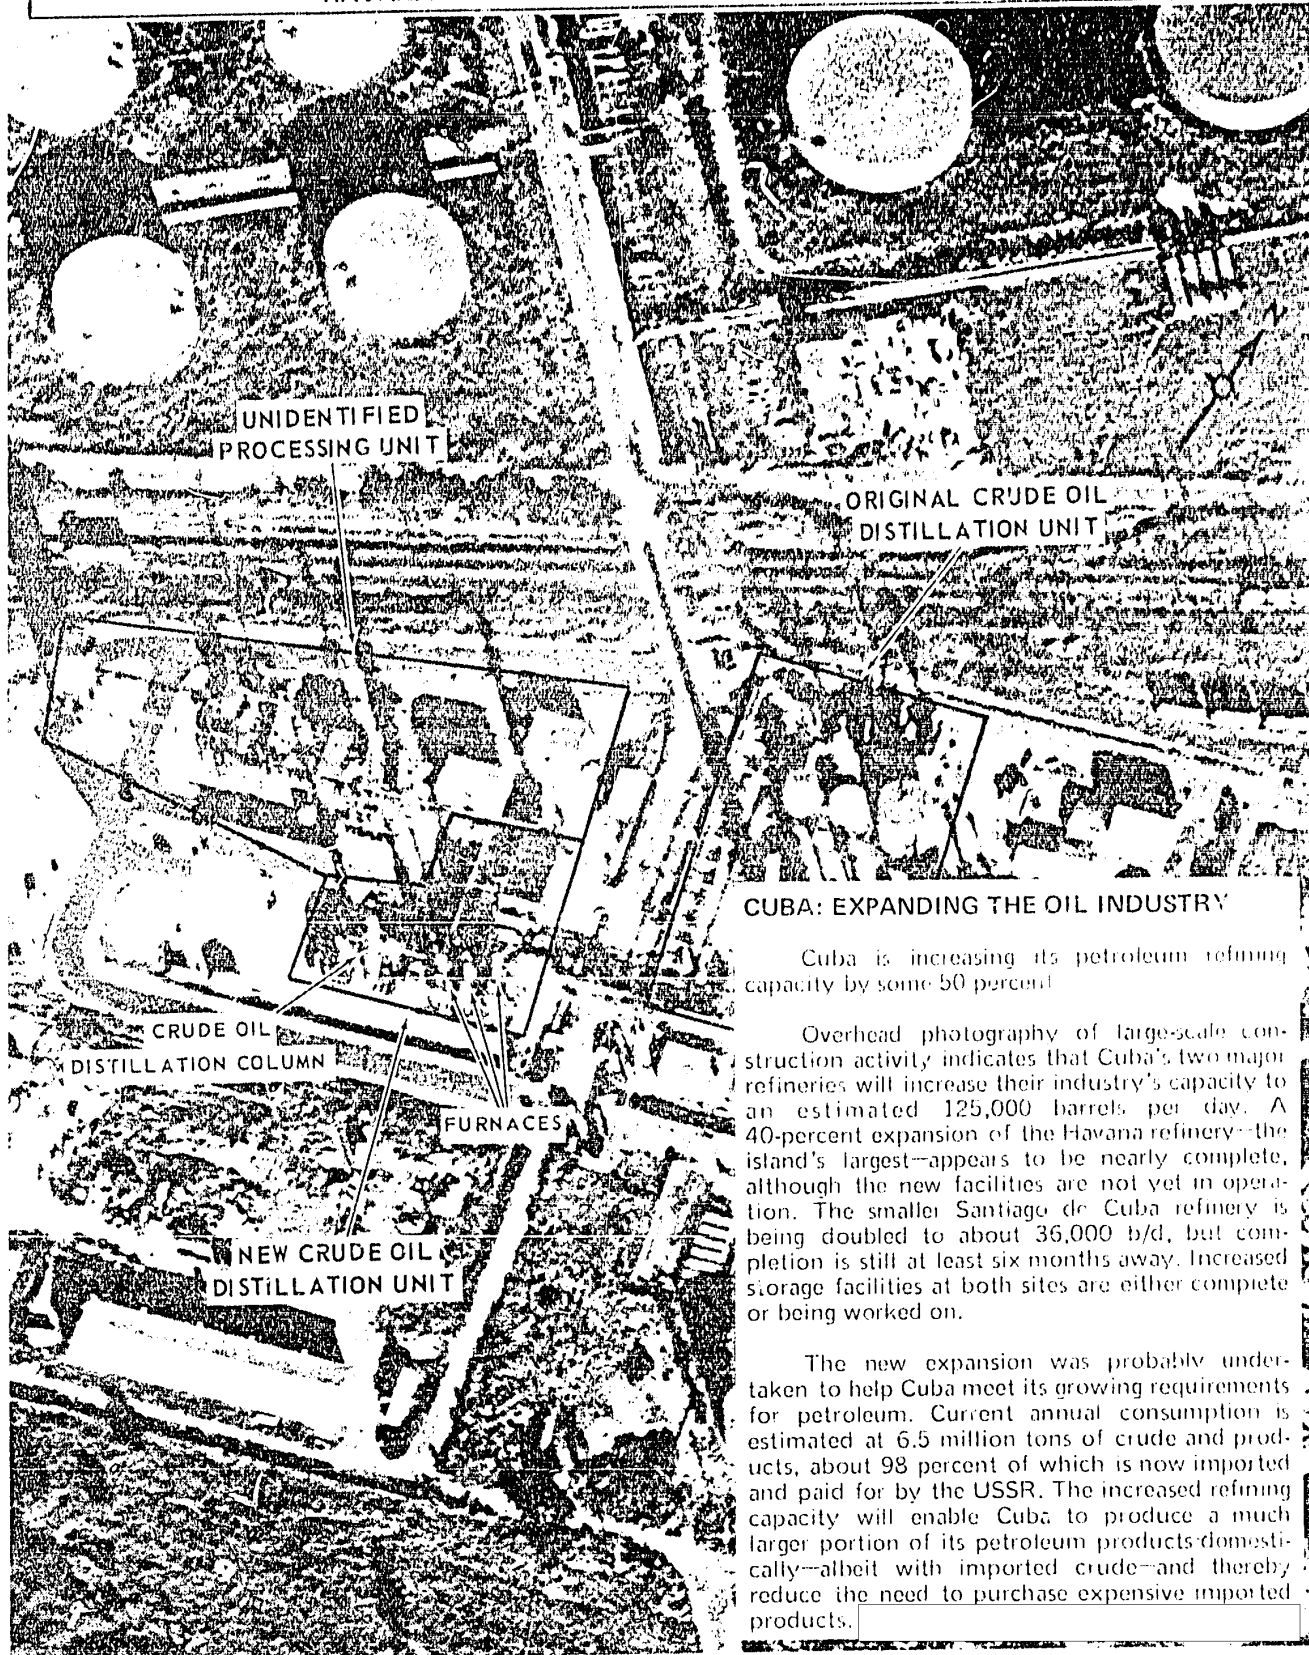 UNIDENTIFIED
PROCESSING UNIT
ORIGINAL CRUDE OIL
DISTILLATION UNIT
N
CRUDE OIL
DISTILLATION COLUMN
FURNACES
NEW CRUDE OIL
DISTILLATION UNIT
CUBA: EXPANDING THE OIL INDUSTRY
Cuba is increasing its petroleum refining
capacity by some 50 percent
Overhead photography of large-scale con-
struction activity indicates that Cuba's two major
refineries will increase their industry's capacity to
an estimated 125,000 barrels per day. A
40-percent expansion of the Havana refinery--the
island's largest--appears to be nearly complete,
although the new facilities are not yet in opera-
tion. The smaller Santiago de Cuba refinery is
being doubled to about 36,000 b/d, but com-
pletion is still at least six months away. Increased
storage facilities at both sites are either complete
or being worked on.
The new expansion was probably under-
taken to help Cuba meet its growing requirements
for petroleum. Current annual consumption is
estimated at 6.5 million tons of crude and prod-
ucts, about 98 percent of which is now imported
and paid for by the USSR. The increased refining
capacity will enable Cuba to produce a much
larger portion of its petroleum products domesti-
cally--albeit with imported crude--and thereby
reduce the need to purchase expensive imported
products.